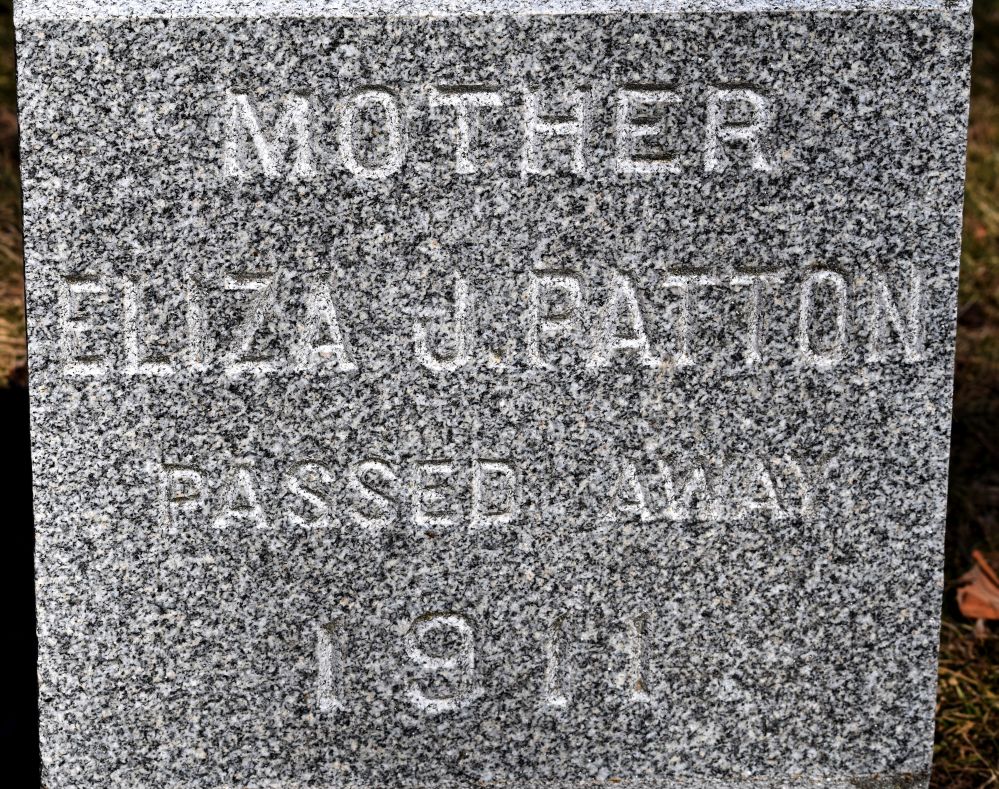 MOTHER
ELIZA J. PATTON
PASSED AWAY
1911